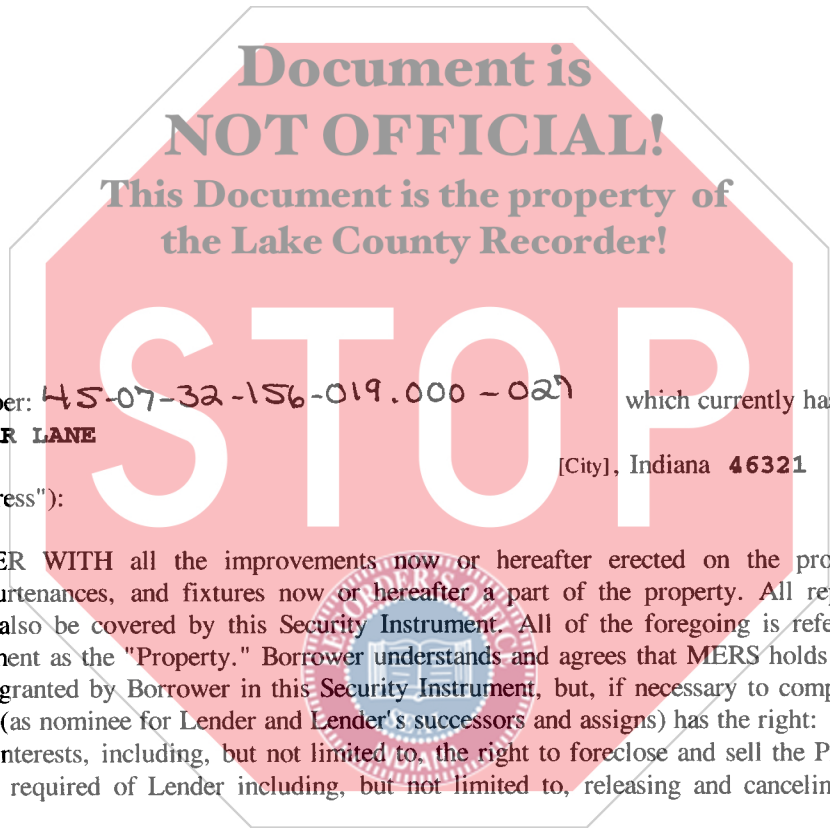 Document is
NOT OFFICIAL!
This Document is the property of
the Lake County Recorder!
STOP
ber: 45-07-32-156-019.000-027 which currently has
R LANE
[City], Indiana 46321
ress"):
ER WITH all the improvements now or hereafter erected on the pro
urtenances, and fixtures now or hereafter a part of the property. All re
also be covered by this Security Instrument. All of the foregoing is refe
nent as the "Property." Borrower understands and agrees that MERS holds
granted by Borrower in this Security Instrument, but, if necessary to comp
(as nominee for Lender and Lender's successors and assigns) has the right:
nterests, including, but not limited to, the right to foreclose and sell the P
required of Lender including, but not limited to, releasing and cancelin
RECORDER'S OFFICE